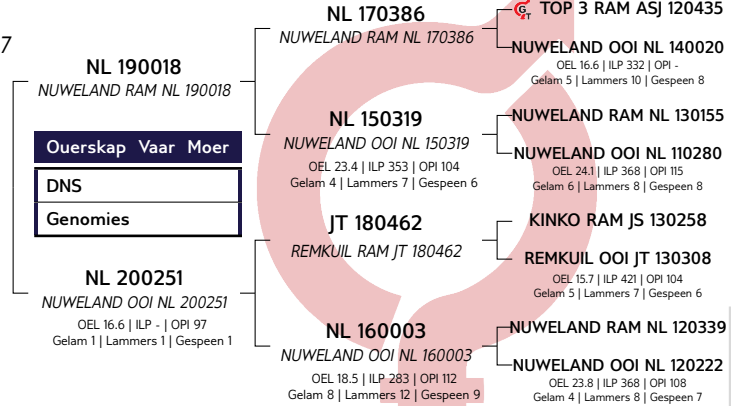 7
NL 190018
NUWELAND RAM NL 190018
Ouerskap Vaar Moer
DNS
Genomies
NL 200251
NUWELAND OOI NL 200251
OEL 16.6 | ILP - | OPI 97
Gelam 1 | Lammers 1 | Gespeen 1
NL 170386
NUWELAND RAM NL 170386
NL 150319
NUWELAND OOI NL 150319
OEL 23.4 | ILP 353 | OPI 104
Gelam 4 | Lammers 7 | Gespeen 6
JT 180462
REMKUIL RAM JT 180462
NL 160003
NUWELAND OOI NL 160003
OEL 18.5 | ILP 283 | OPI 112
Gelam 8 | Lammers 12 | Gespeen 9
GT TOP 3 RAM ASJ 120435
NUWELAND OOI NL 140020
OEL 16.6 | ILP 332 | OPI -
Gelam 5 | Lammers 10 | Gespeen 8
NUWELAND RAM NL 130155
NUWELAND OOI NL 110280
OEL 24.1 | ILP 368 | OPI 115
Gelam 6 | Lammers 8 | Gespeen 8
KINKO RAM JS 130258
REMKUIL OOI JT 130308
OEL 15.7 | ILP 421 | OPI 104
Gelam 5 | Lammers 7 | Gespeen 6
NUWELAND RAM NL 120339
NUWELAND OOI NL 120222
OEL 23.8 | ILP 368 | OPI 108
Gelam 4 | Lammers 8 | Gespeen 7